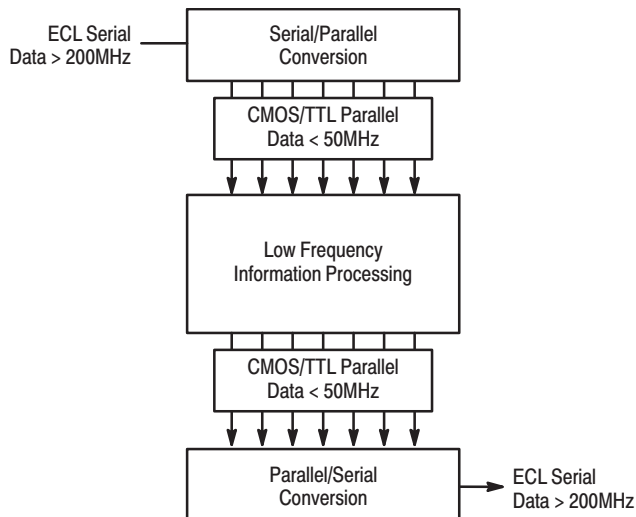 ECL Serial
Data > 200MHz
Serial/Parallel
Conversion
CMOS/TTL Parallel
Data < 50MHz
Low Frequency
Information Processing
CMOS/TTL Parallel
Data < 50MHz
Parallel/Serial
Conversion
ECL Serial
Data > 200MHz